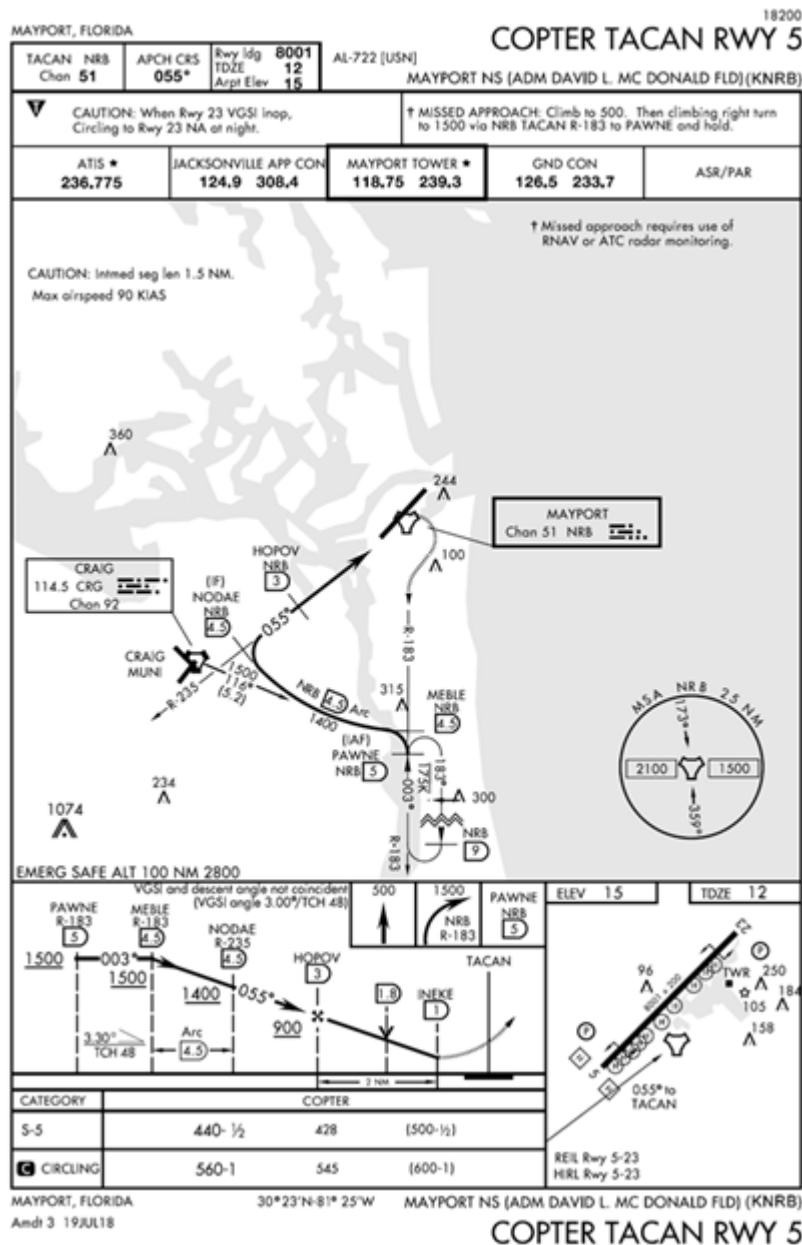 18200
MAYPORT, FLORIDA
COPTER TACAN RWY 5
TACAN NRB
Chan 51
APCH CRS
055°
Rwy ldg 8001
TDZE 12
Arpt Elev 15
AL-722 [USN]
MAYPORT NS (ADM DAVID L. MC DONALD FLD) (KNRB)
T
CAUTION: When Rwy 23 VGSI inop,
Circling to Rwy 23 NA at night.
† MISSED APPROACH: Climb to 500. Then climbing right turn
to 1500 via NRB TACAN R-183 to PAWNE and hold.
ATIS ★
236.775
JACKSONVILLE APP CON
124.9 308.4
MAYPORT TOWER ★
118.75 239.3
GND CON
126.5 233.7
ASR/PAR
† Missed approach requires use of
RNAV or ATC radar monitoring.
CAUTION: Intmed seg len 1.5 NM.
Max airspeed 90 KIAS
360
244
MAYPORT
Chan 51 NRB
HOPOV
NRB
3
100
CRAIG
114.5 CRG
Chan 92
(IF)
NODAE
NRB
4.5
055°
R-183
CRAIG
MUNI
R-235
1500
116°
(5.2)
NRB 4.5 Arc
1400
315
MEBLE
NRB
4.5
(IAF)
PAWNE
NRB 5
183°
175K
003°
300
NRB
9
R-183
234
1074
MSA NRB 25 NM
173°
2100
1500
359°
EMERG SAFE ALT 100 NM 2800
VGSI and descent angle not coincident
(VGSI angle 3.00°/TCH 48)
500
1500
NRB
R-183
PAWNE
NRB
5
ELEV 15
TDZE 12
PAWNE
R-183
5
MEBLE
R-183
4.5
NODAE
R-235
4.5
HOPOV
3
1.8
INEKE
1
TACAN
1500
003°
1500
1400
055°
900
3.30°
TCH 48
Arc
4.5
2 NM
23
P
96
TWR
250
184
105
158
8001 x 200
P
5
055° to
TACAN
REIL Rwy 5-23
HIRL Rwy 5-23
CATEGORY
COPTER
S-5
440-½ 428 (500-½)
C CIRCLING
560-1 545 (600-1)
MAYPORT, FLORIDA
30°23'N-81°25'W
MAYPORT NS (ADM DAVID L. MC DONALD FLD) (KNRB)
Amdt 3 19JUL18
COPTER TACAN RWY 5